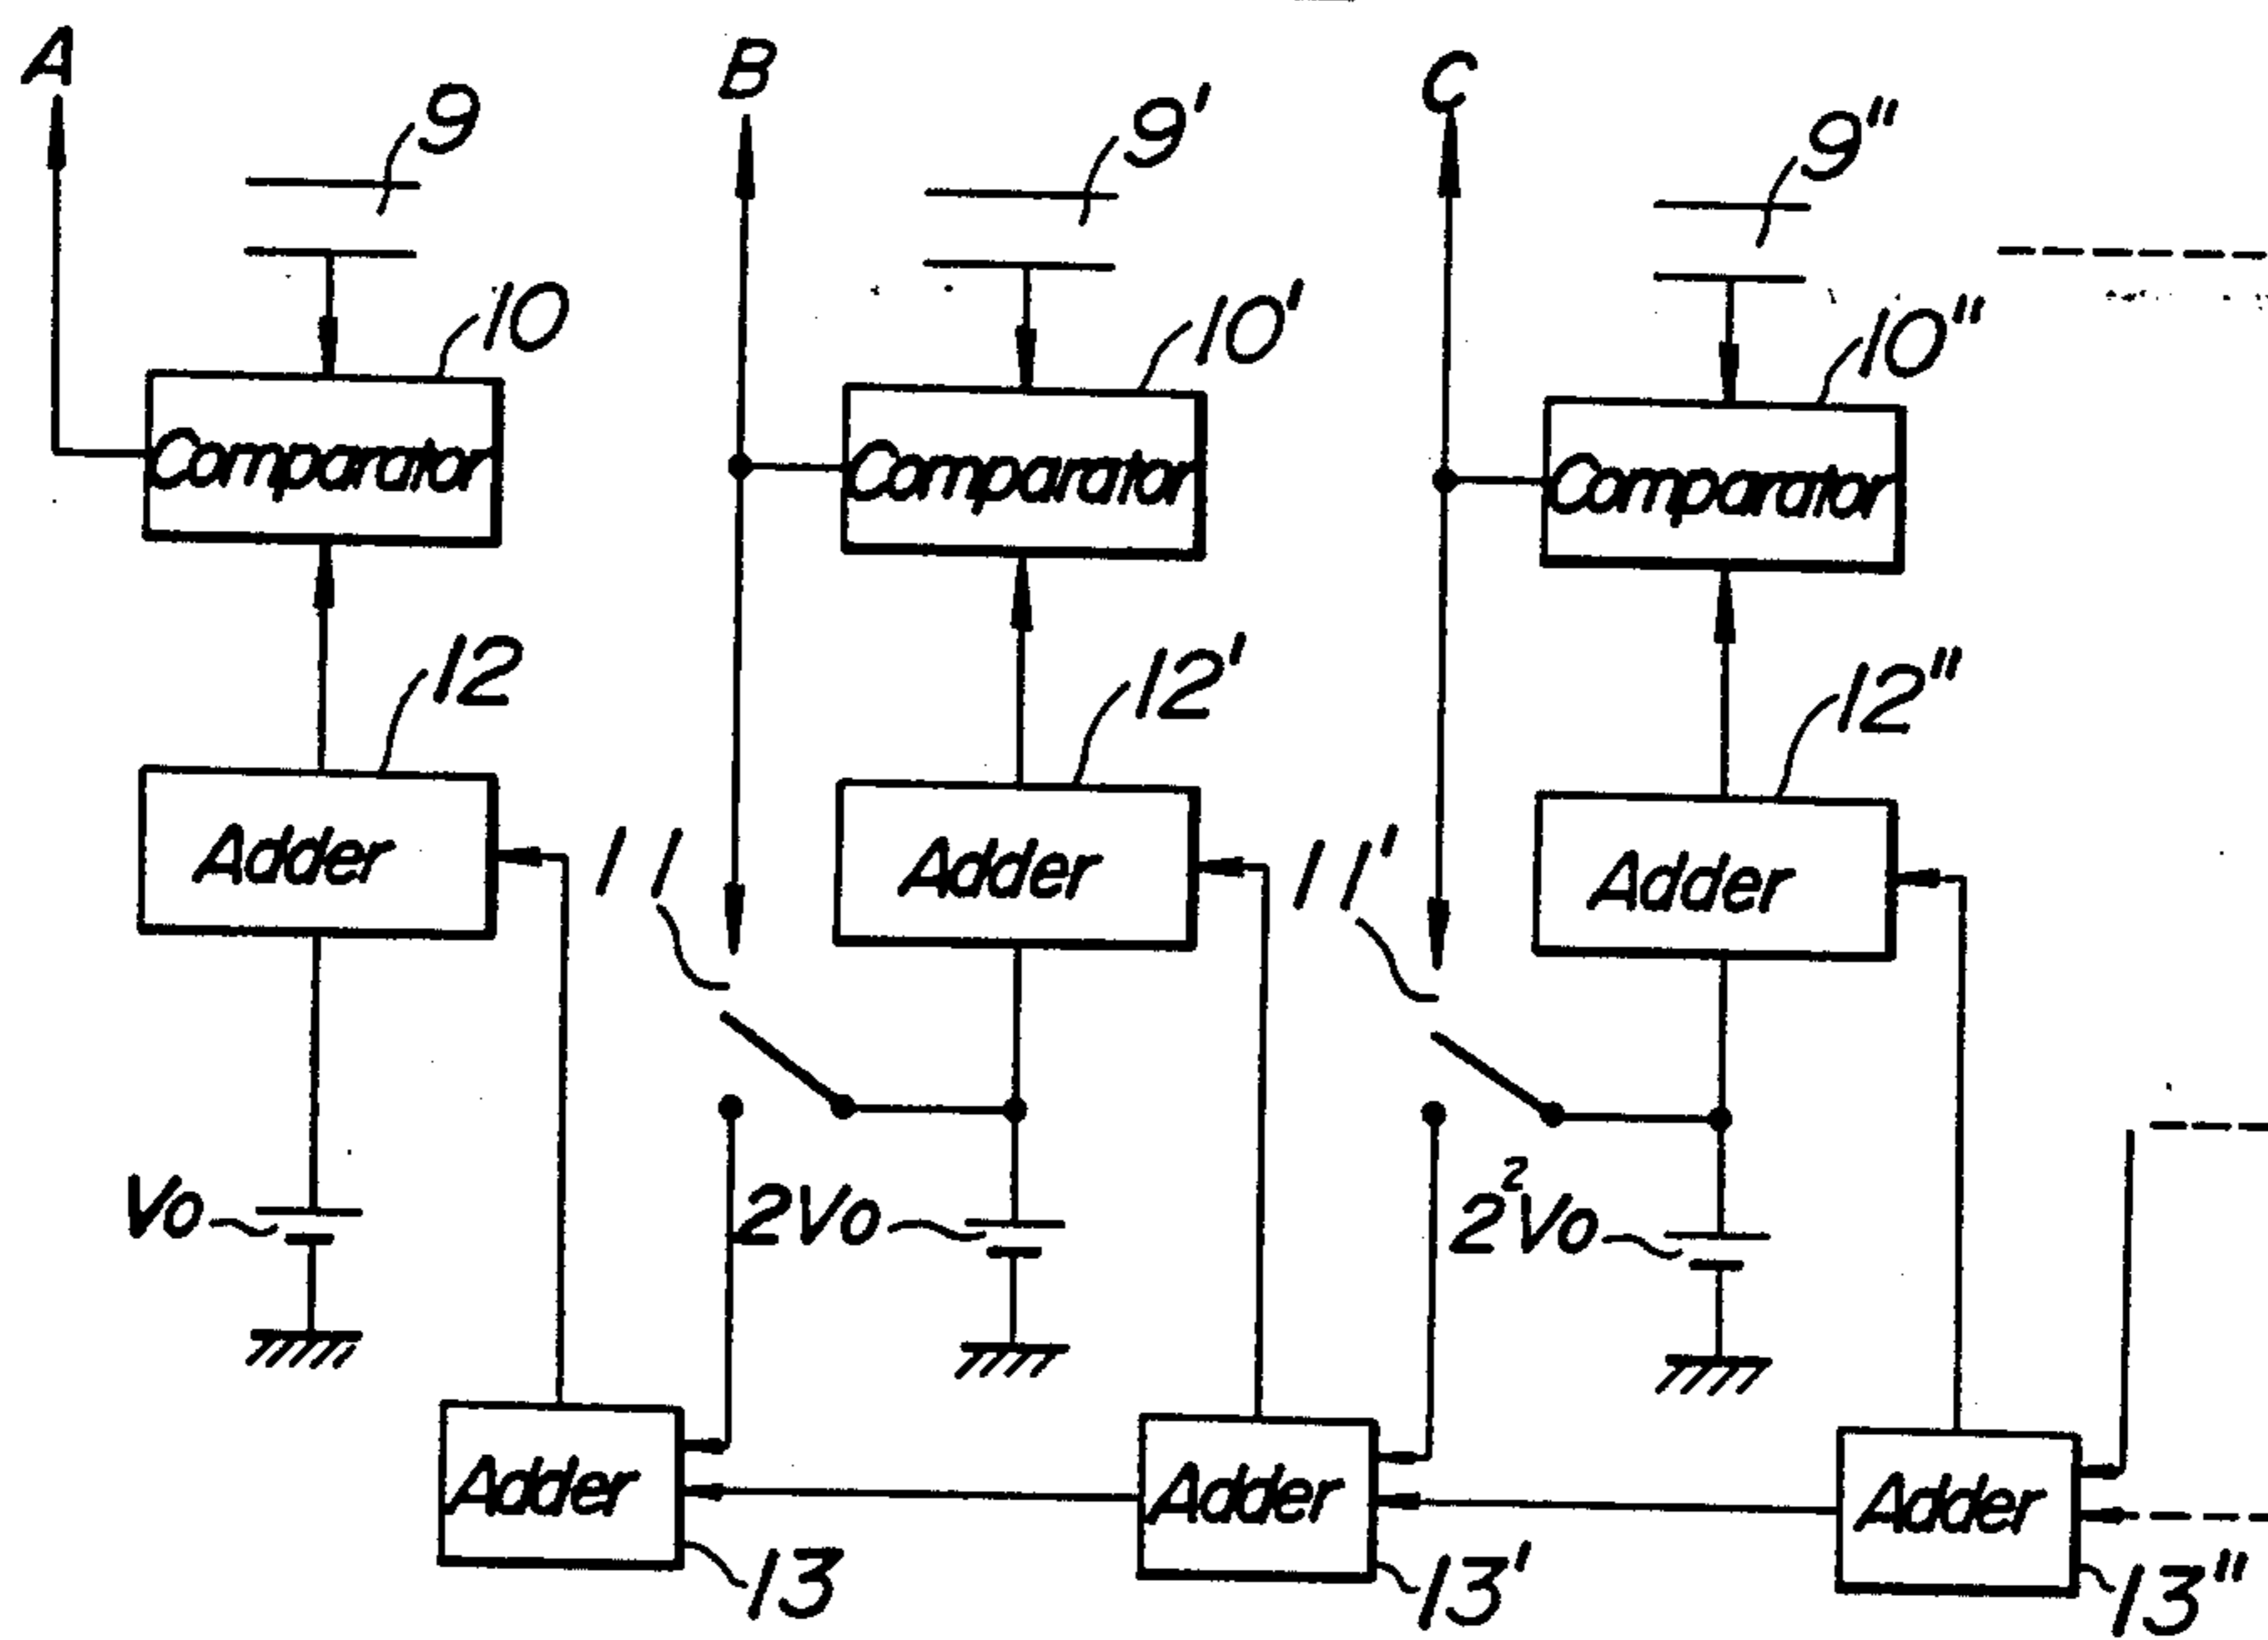 A
B
C
9
9'
9"
10
10'
10"
Comparator
Comparator
Comparator
12
12'
12"
Adder
11
Adder
11'
Adder
Vo
2Vo
2²Vo
Adder
Adder
Adder
13
13'
13"